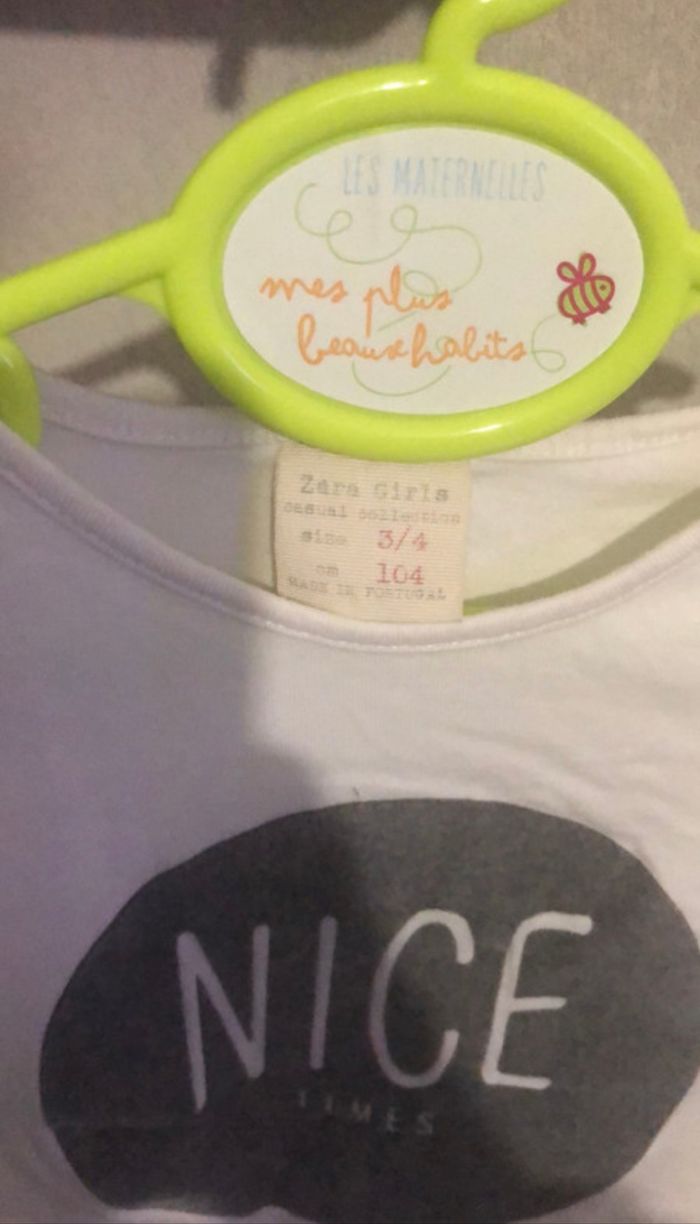 LES MATERNELLES
mes plus
beaux habits
Zara Girls
casual collection
size 3/4
cm 104
MADE IN PORTUGAL
NICE
TIMES